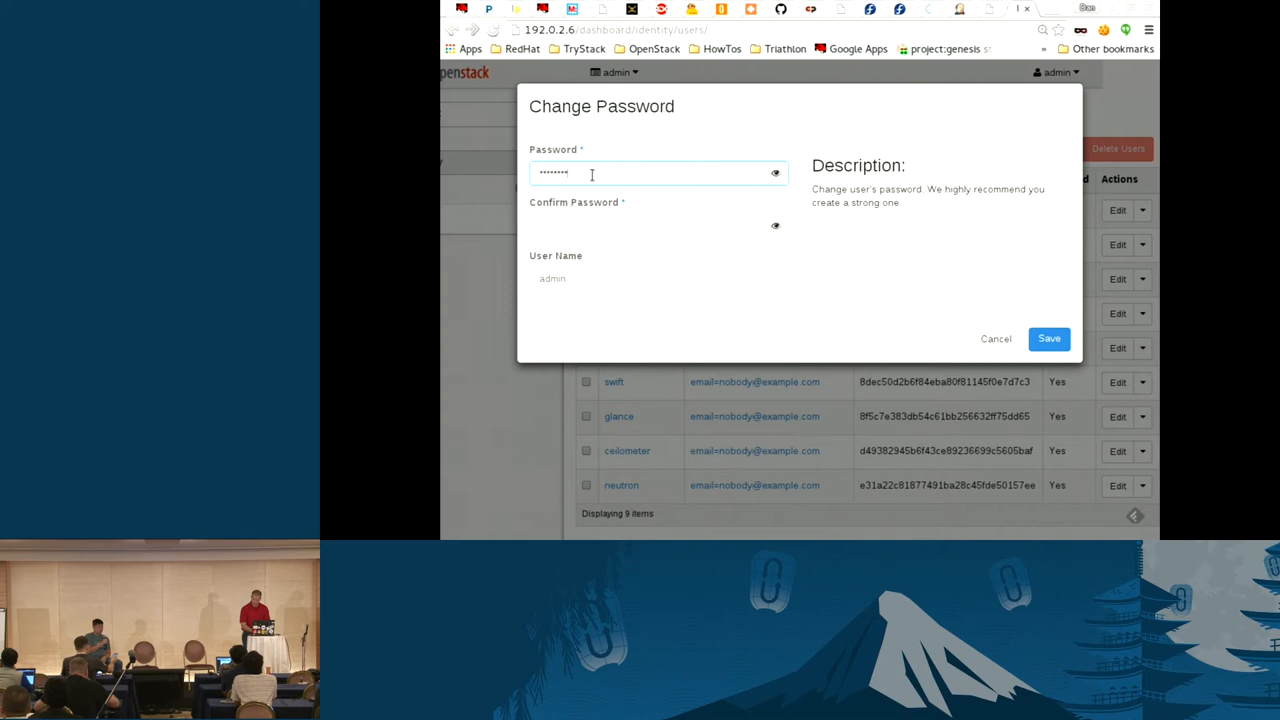 Dan
192.0.2.6/dashboard/identity/users/
Apps RedHat TryStack OpenStack HowTos Triathlon Google Apps project:genesis st » Other bookmarks
penstack admin admin
Change Password
Delete Users
Password *
Description:
d Actions
********
Change user's password. We highly recommend you
create a strong one
Confirm Password *
Edit
Edit
User Name
admin
Edit
Edit
Cancel Save
Edit
swift email=nobody@example.com 8dec50d2b6f84eba80f81145f0e7d7c3 Yes Edit
glance email=nobody@example.com 8f5c7e383db54c61bb256632ff75dd65 Yes Edit
ceilometer email=nobody@example.com d49382945b6f43ce89236699c5605baf Yes Edit
neutron email=nobody@example.com e31a22c81877491ba28c45fde50157ee Yes Edit
Displaying 9 items